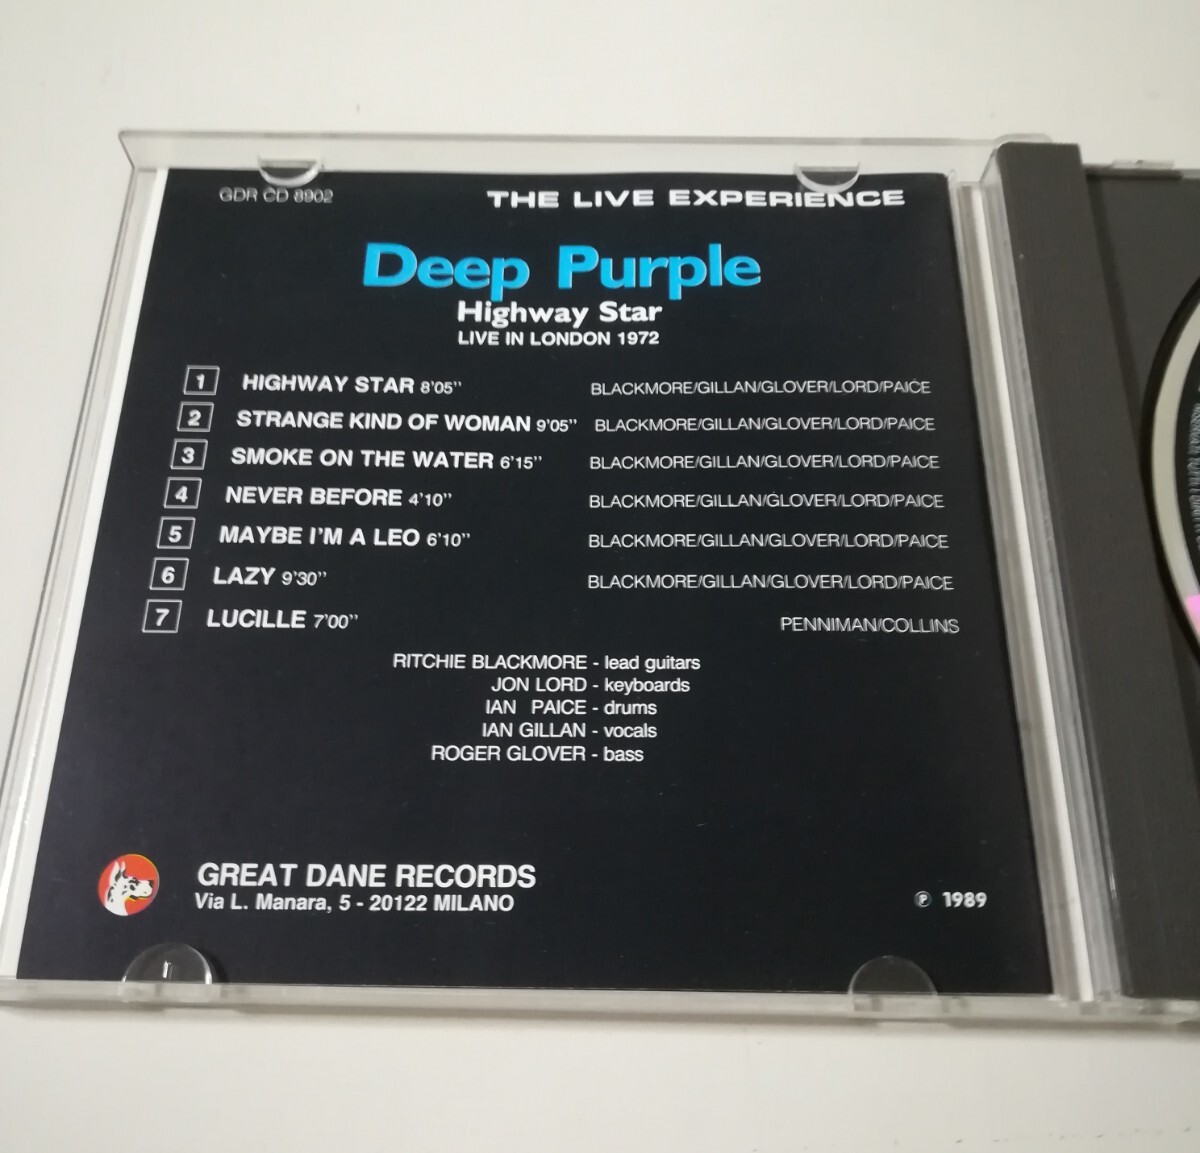 GDR CD 8902 THE LIVE EXPERIENCE
Deep Purple
Highway Star
LIVE IN LONDON 1972
1 HIGHWAY STAR 8'05" BLACKMORE/GILLAN/GLOVER/LORD/PAICE
2 STRANGE KIND OF WOMAN 9'05" BLACKMORE/GILLAN/GLOVER/LORD/PAICE
3 SMOKE ON THE WATER 6'15" BLACKMORE/GILLAN/GLOVER/LORD/PAICE
4 NEVER BEFORE 4'10" BLACKMORE/GILLAN/GLOVER/LORD/PAICE
5 MAYBE I'M A LEO 6'10" BLACKMORE/GILLAN/GLOVER/LORD/PAICE
6 LAZY 9'30" BLACKMORE/GILLAN/GLOVER/LORD/PAICE
7 LUCILLE 7'00" PENNIMAN/COLLINS
RITCHIE BLACKMORE - lead guitars
JON LORD - keyboards
IAN PAICE - drums
IAN GILLAN - vocals
ROGER GLOVER - bass
GREAT DANE RECORDS
Via L. Manara, 5 - 20122 MILANO
℗ 1989